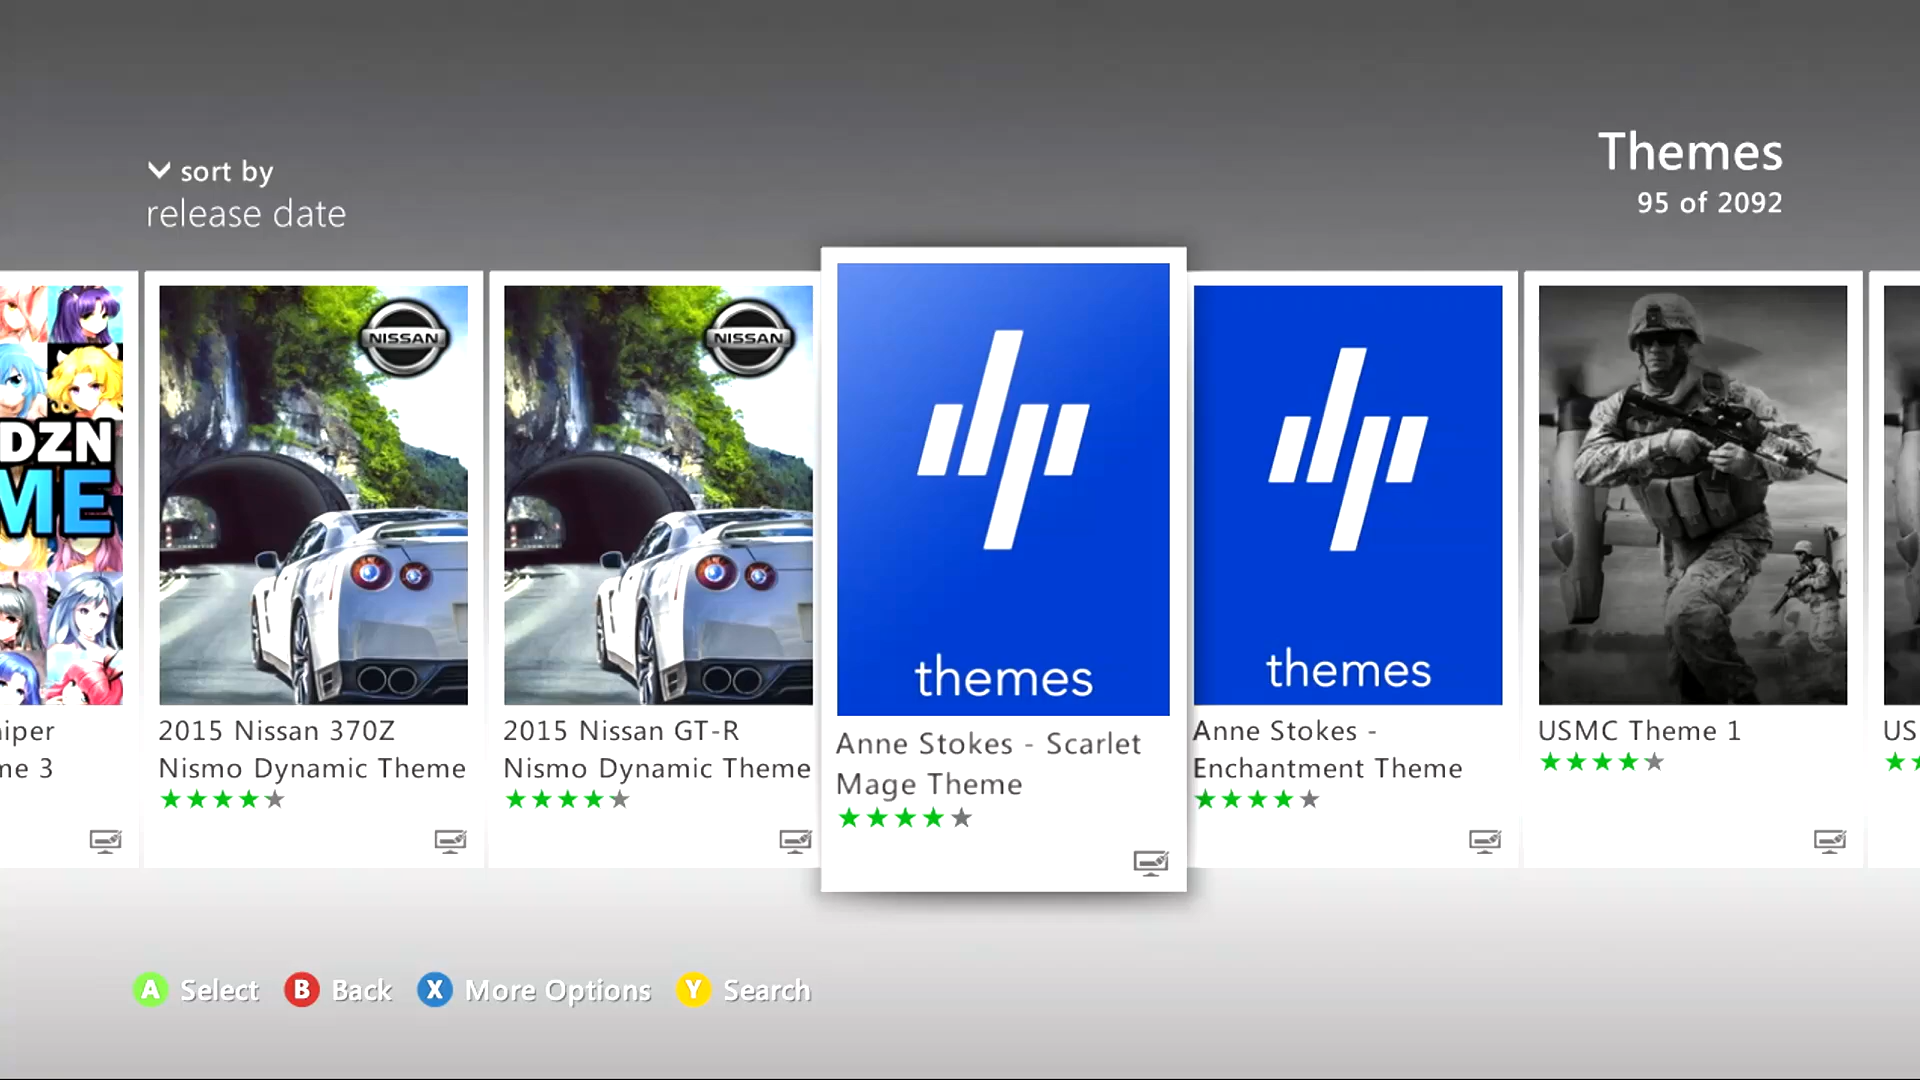 sort by
release date
Themes
95 of 2092
DZN
ME
NISSAN
NISSAN
themes
themes
iper
me 3
2015 Nissan 370Z
Nismo Dynamic Theme
2015 Nissan GT-R
Nismo Dynamic Theme
Anne Stokes - Scarlet
Mage Theme
Anne Stokes -
Enchantment Theme
USMC Theme 1
US
A Select B Back X More Options Y Search